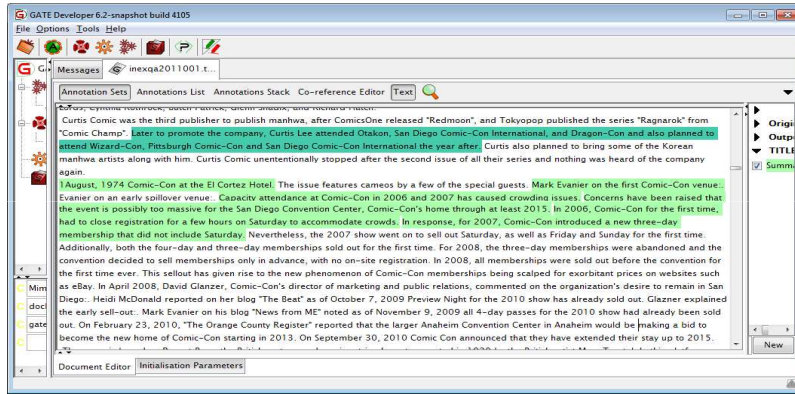 GATE Developer 6.2-snapshot build 4105
File Options Tools Help
G
Messages inexqa2011001.t...
Annotation Sets Annotations List Annotations Stack Co-reference Editor Text
Curtis Comic was the third publisher to publish manhwa, after ComicsOne released "Redmoon", and Tokyopop published the series "Ragnarok" from
"Comic Champ". Later to promote the company, Curtis Lee attended Otakon, San Diego Comic-Con International, and Dragon-Con and also planned to
attend Wizard-Con, Pittsburgh Comic-Con and San Diego Comic-Con International the year after. Curtis also planned to bring some of the Korean
manhwa artists along with him. Curtis Comic unententionally stopped after the second issue of all their series and nothing was heard of the company
again.
1August, 1974 Comic-Con at the El Cortez Hotel. The issue features cameos by a few of the special guests. Mark Evanier on the first Comic-Con venue:.
Evanier on an early spillover venue:. Capacity attendance at Comic-Con in 2006 and 2007 has caused crowding issues. Concerns have been raised that
the event is possibly too massive for the San Diego Convention Center, Comic-Con's home through at least 2015. In 2006, Comic-Con for the first time,
had to close registration for a few hours on Saturday to accommodate crowds. In response, for 2007, Comic-Con introduced a new three-day
membership that did not include Saturday. Nevertheless, the 2007 show went on to sell out Saturday, as well as Friday and Sunday for the first time.
Additionally, both the four-day and three-day memberships sold out for the first time. For 2008, the three-day memberships were abandoned and the
convention decided to sell memberships only in advance, with no on-site registration. In 2008, all memberships were sold out before the convention for
the first time ever. This sellout has given rise to the new phenomenon of Comic-Con memberships being scalped for exorbitant prices on websites such
as eBay. In April 2008, David Glanzer, Comic-Con's director of marketing and public relations, commented on the organization's desire to remain in San
Diego:. Heidi McDonald reported on her blog "The Beat" as of October 7, 2009 Preview Night for the 2010 show has already sold out. Glazner explained
the early sell-out:. Mark Evanier on his blog "News from ME" noted as of November 9, 2009 all 4-day passes for the 2010 show had already been sold
out. On February 23, 2010, "The Orange County Register" reported that the larger Anaheim Convention Center in Anaheim would be making a bid to
become the new home of Comic-Con starting in 2013. On September 30, 2010 Comic Con announced that they have extended their stay up to 2015.
Origi
Outp
TITLE
Summa
Mim
docl
gate
New
Document Editor Initialisation Parameters